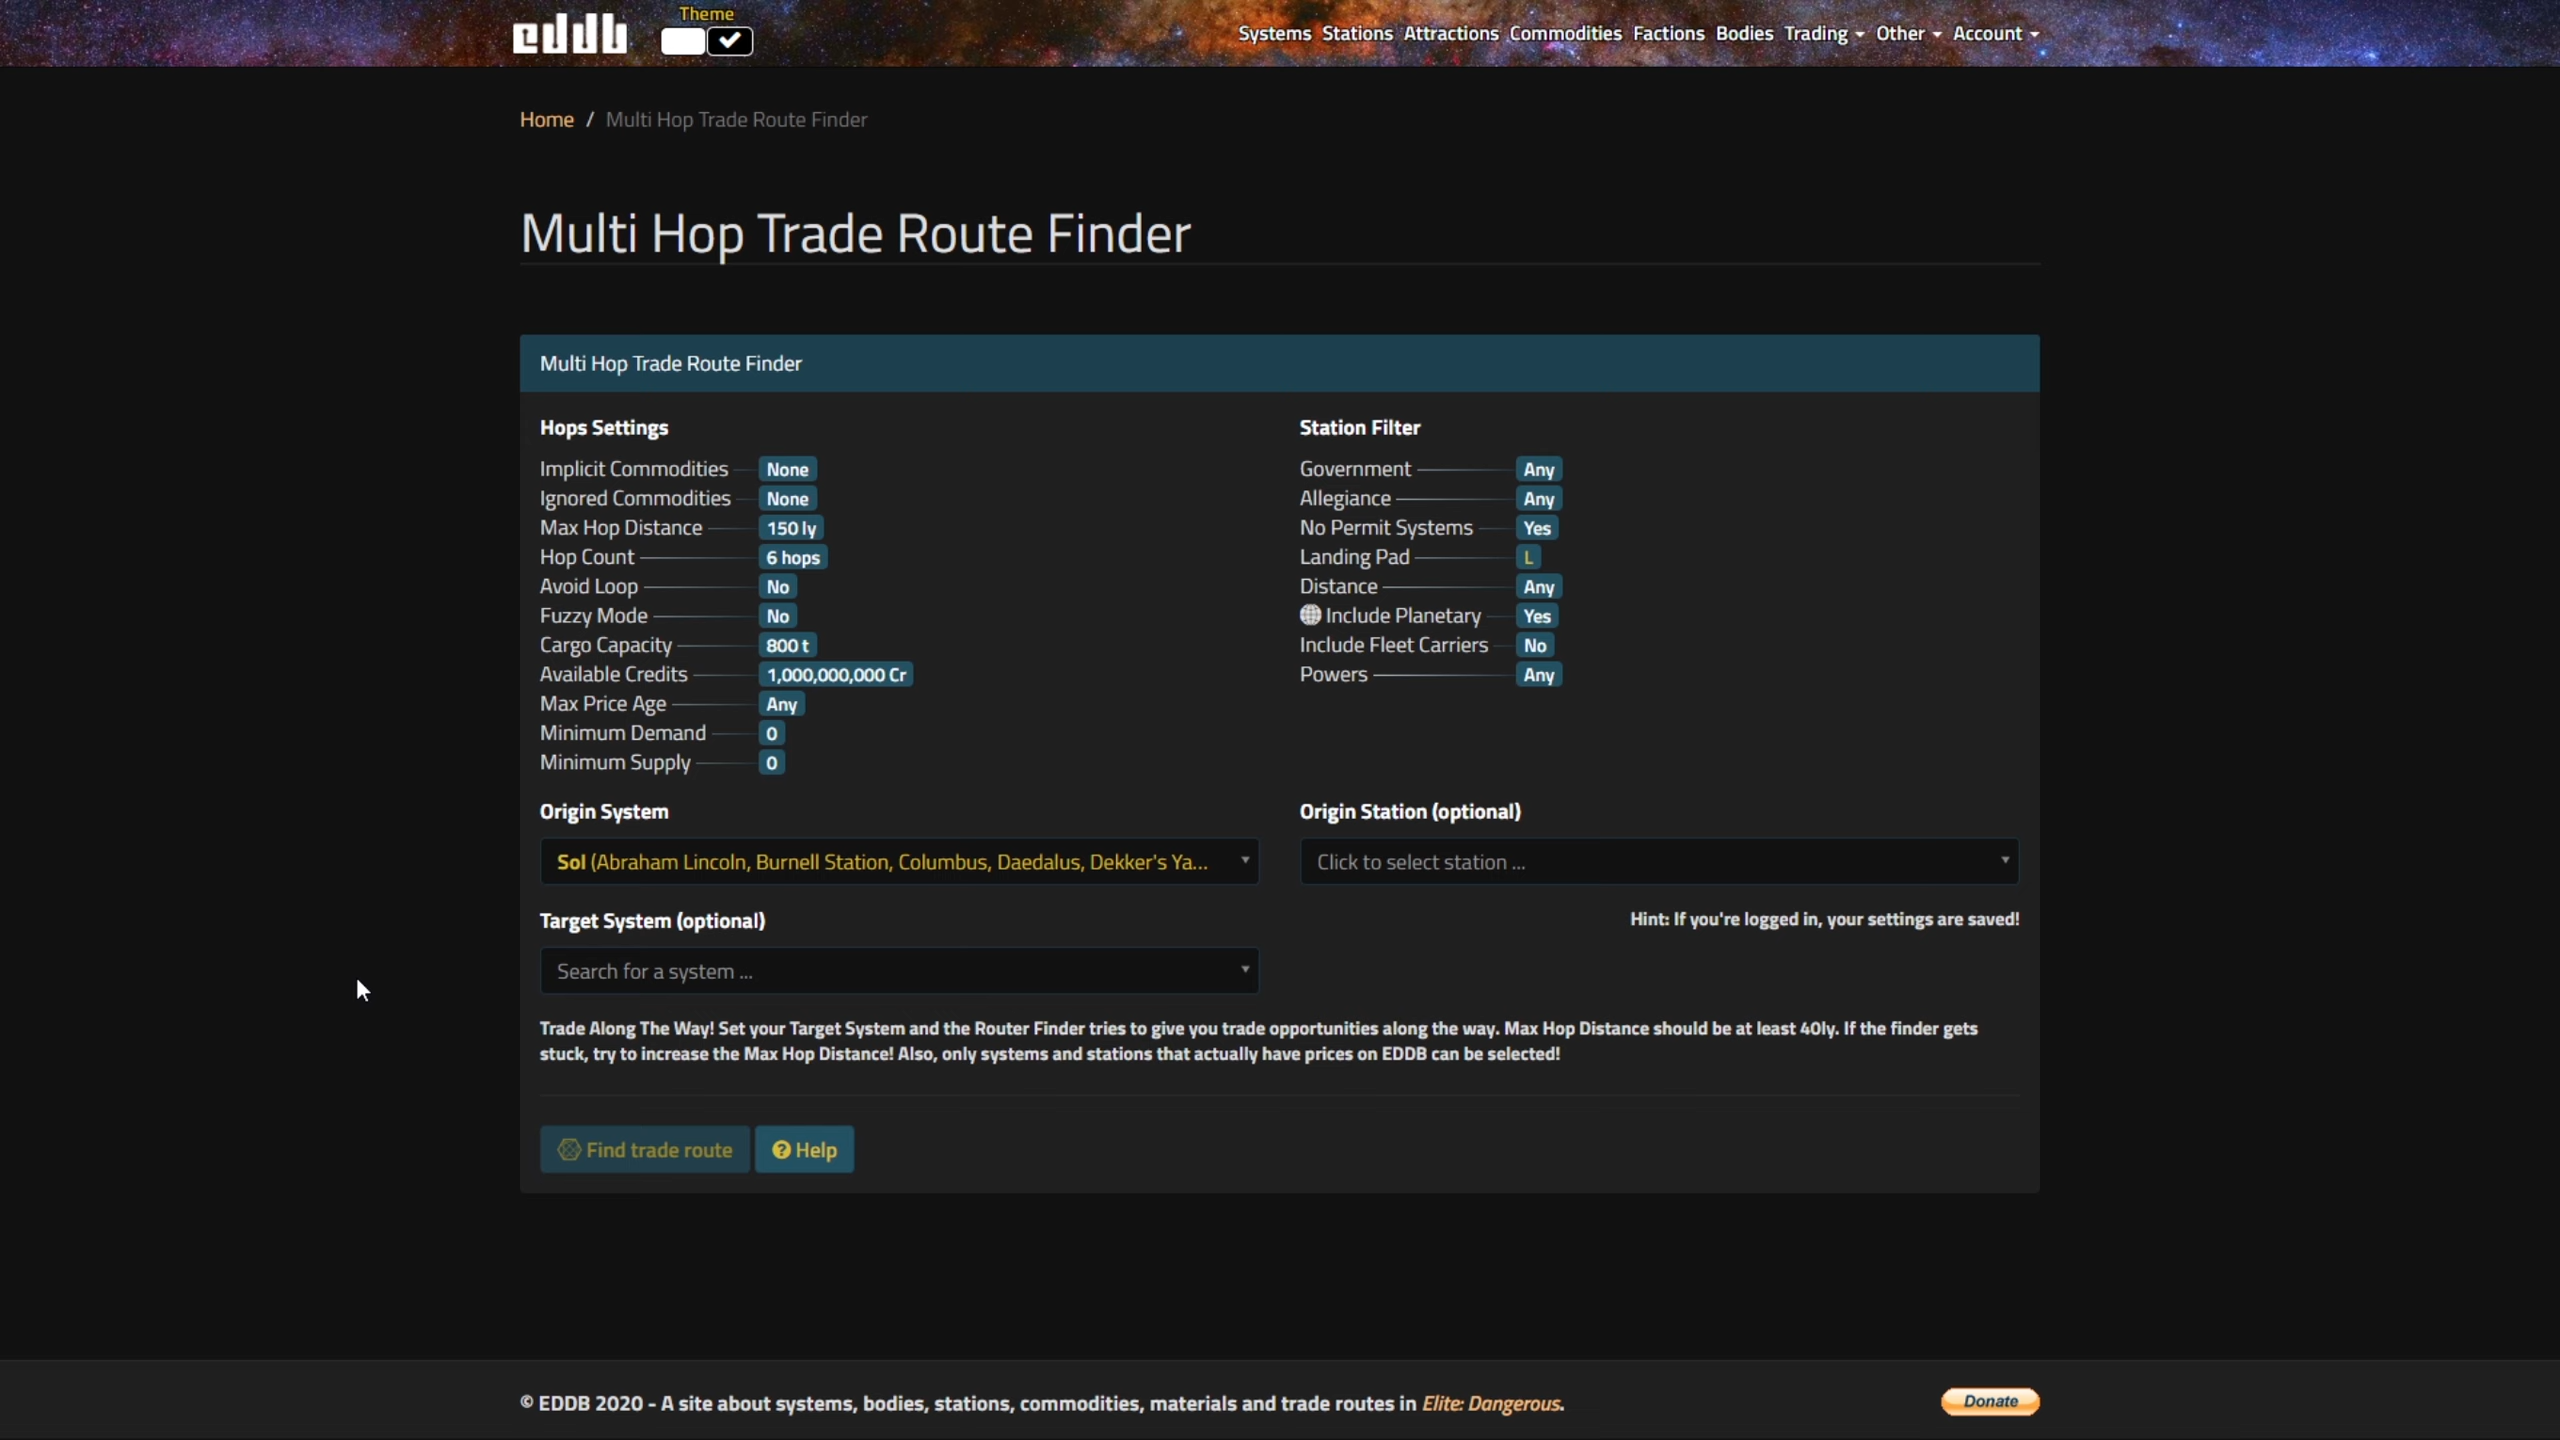 eddb
Theme
Systems Stations Attractions Commodities Factions Bodies Trading Other Account
Home / Multi Hop Trade Route Finder
Multi Hop Trade Route Finder
Multi Hop Trade Route Finder
Hops Settings
Implicit Commodities None
Ignored Commodities None
Max Hop Distance 150 ly
Hop Count 6 hops
Avoid Loop No
Fuzzy Mode No
Cargo Capacity 800 t
Available Credits 1,000,000,000 Cr
Max Price Age Any
Minimum Demand 0
Minimum Supply 0
Station Filter
Government Any
Allegiance Any
No Permit Systems Yes
Landing Pad L
Distance Any
Include Planetary Yes
Include Fleet Carriers No
Powers Any
Origin System
Sol (Abraham Lincoln, Burnell Station, Columbus, Daedalus, Dekker's Ya...
Origin Station (optional)
Click to select station ...
Target System (optional)
Search for a system ...
Hint: If you're logged in, your settings are saved!
Trade Along The Way! Set your Target System and the Router Finder tries to give you trade opportunities along the way. Max Hop Distance should be at least 40ly. If the finder gets
stuck, try to increase the Max Hop Distance! Also, only systems and stations that actually have prices on EDDB can be selected!
Find trade route
Help
© EDDB 2020 - A site about systems, bodies, stations, commodities, materials and trade routes in Elite: Dangerous.
Donate